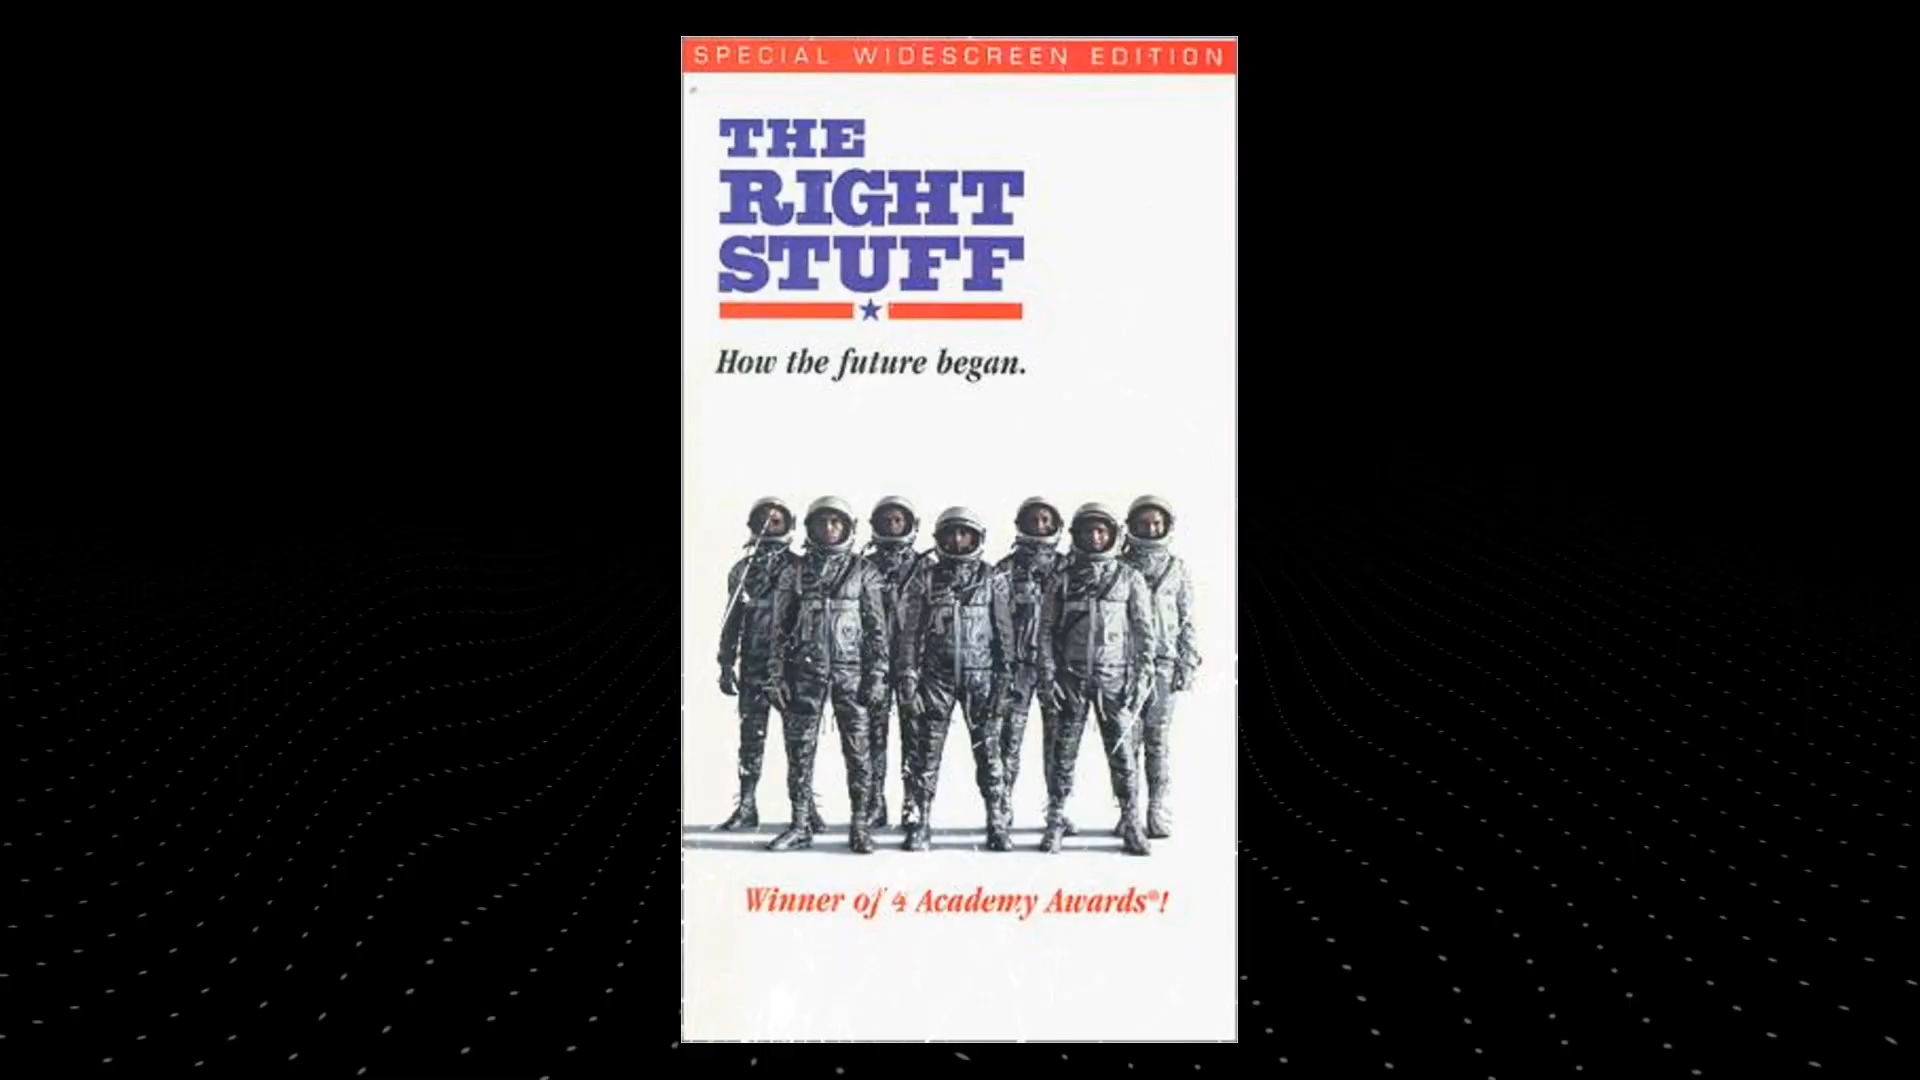 SPECIAL WIDESCREEN EDITION
THE
RIGHT
STUFF
How the future began.
Winner of 4 Academy Awards®!